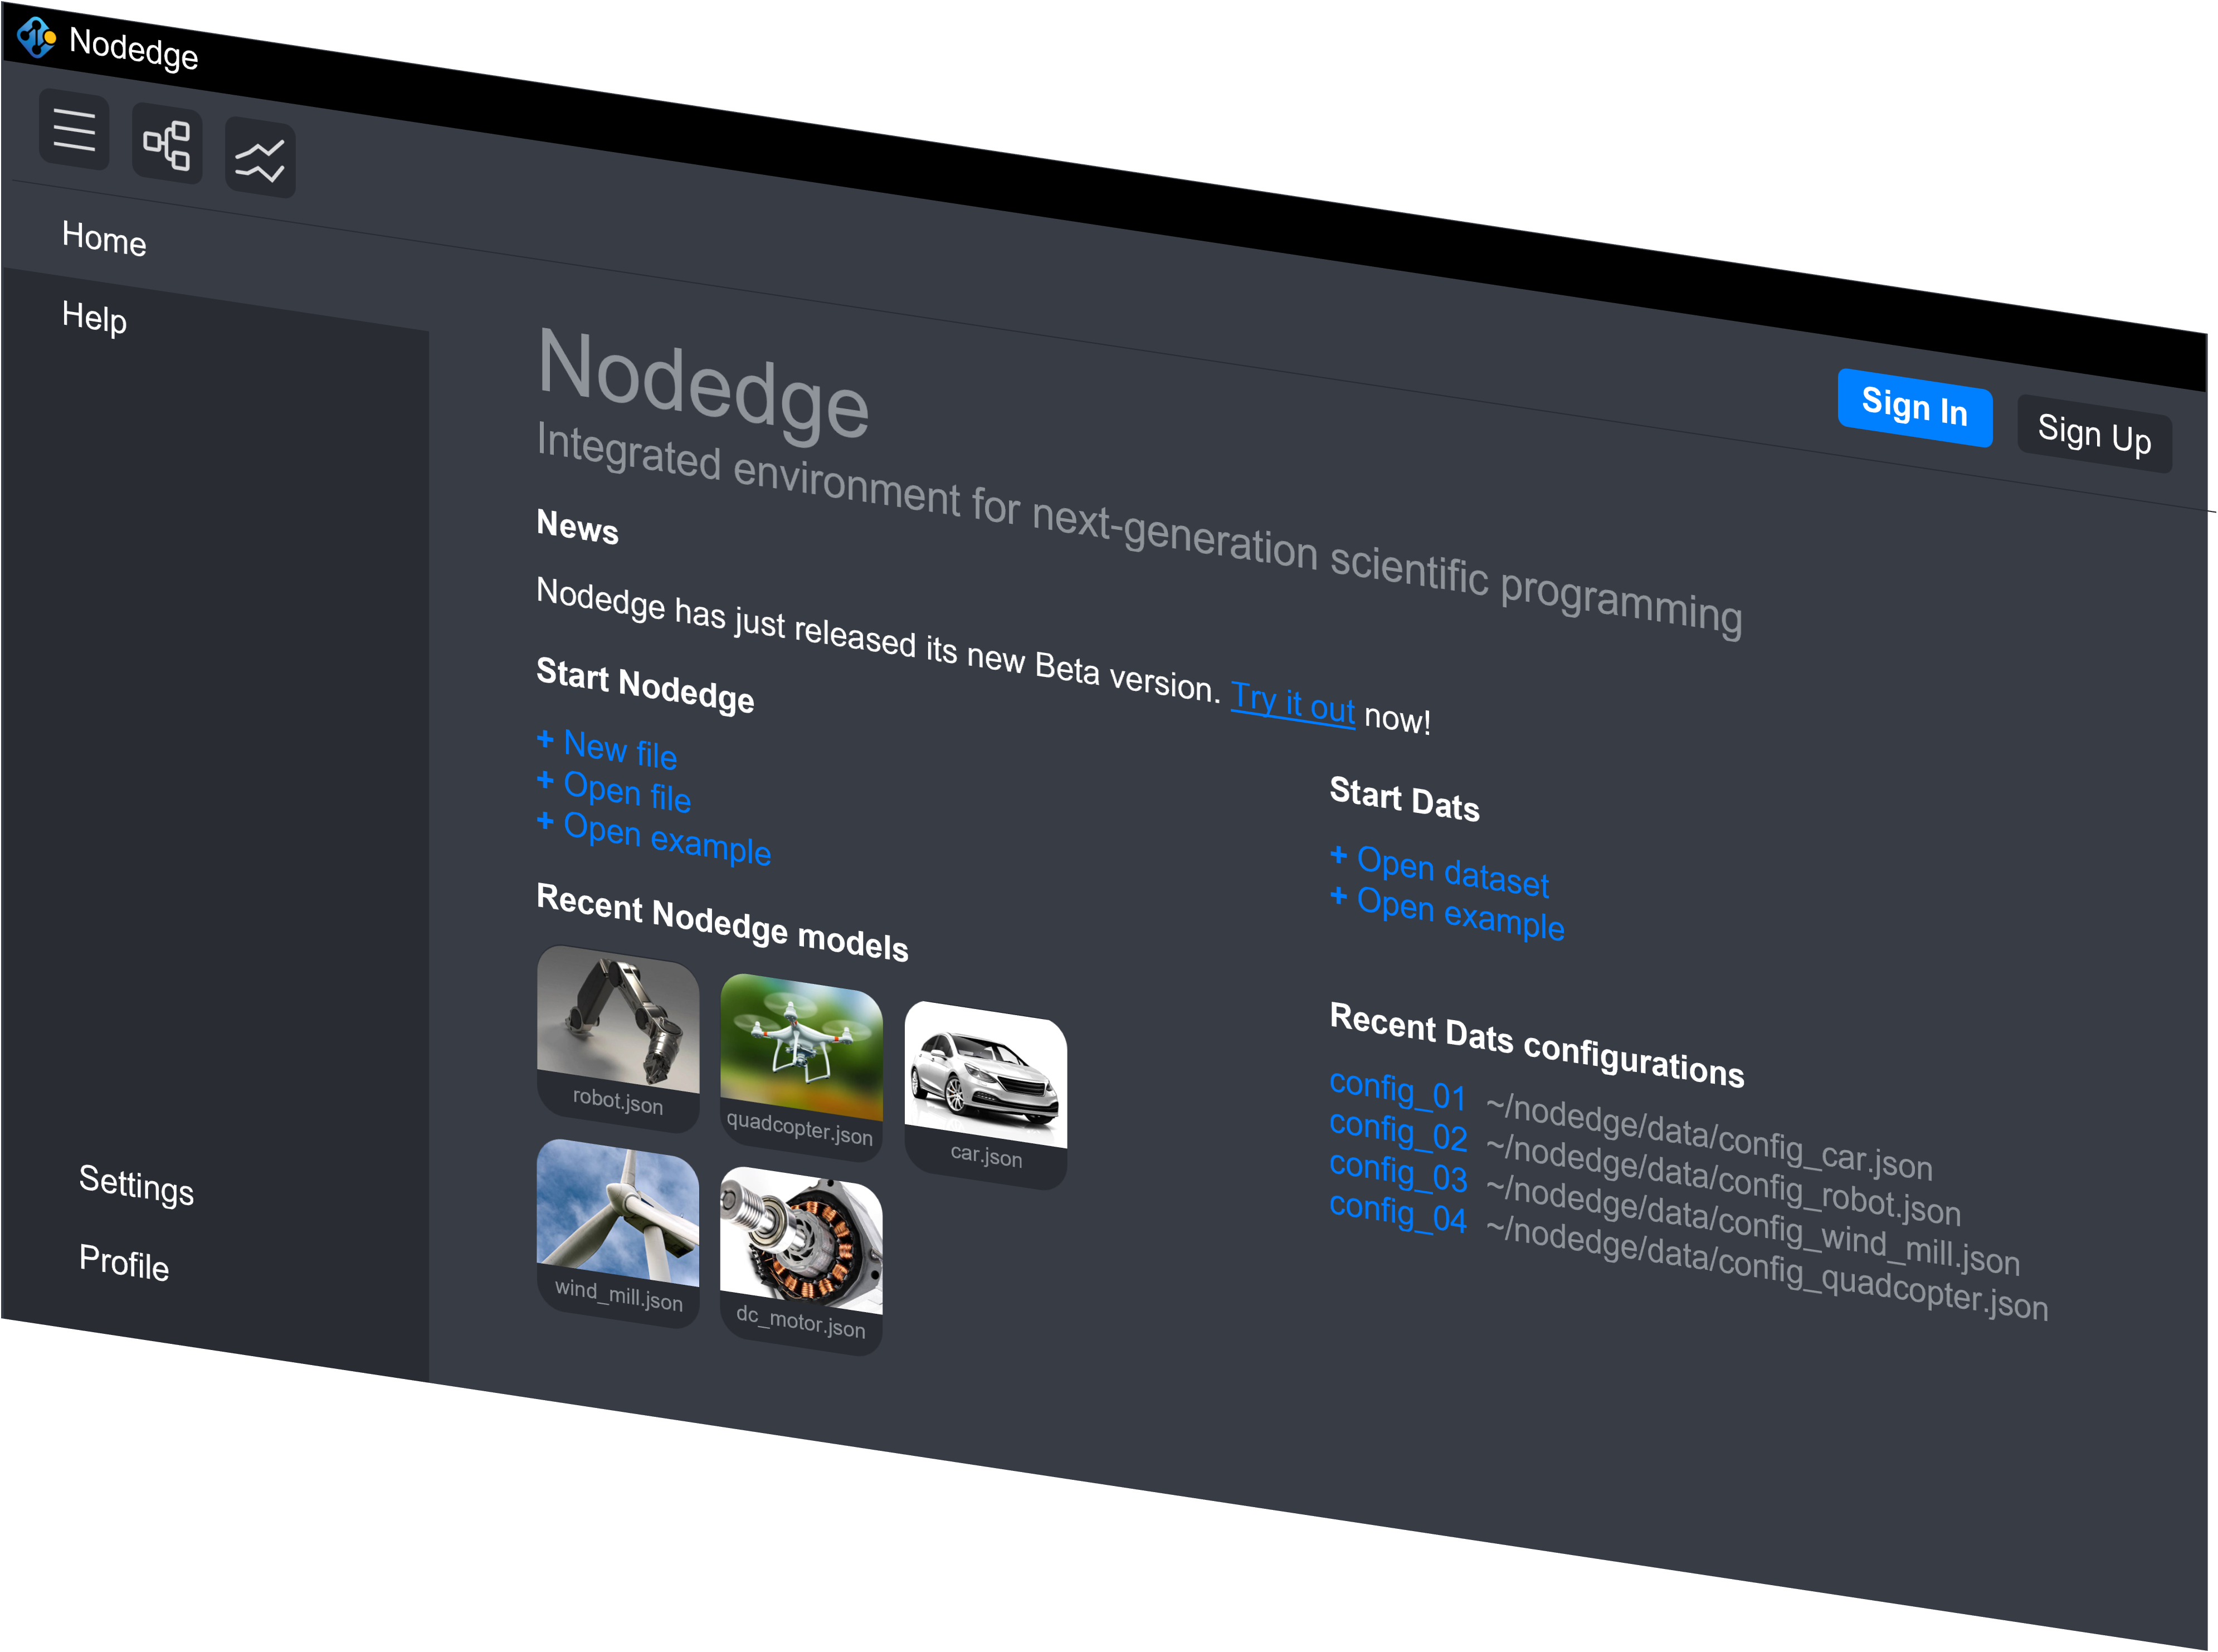 Nodedge
Home
Help
Settings
Profile
Sign In
Sign Up
Nodedge
Integrated environment for next-generation scientific programming
News
Nodedge has just released its new Beta version. Try it out now!
Start Nodedge
+ New file
+ Open file
+ Open example
Start Dats
+ Open dataset
+ Open example
Recent Nodedge models
robot.json
quadcopter.json
car.json
wind_mill.json
dc_motor.json
Recent Dats configurations
config_01 ~/nodedge/data/config_car.json
config_02 ~/nodedge/data/config_robot.json
config_03 ~/nodedge/data/config_wind_mill.json
config_04 ~/nodedge/data/config_quadcopter.json